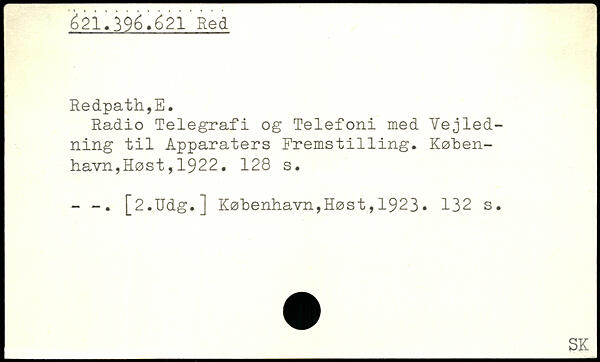 621.396.621 Red
Redpath,E.
Radio Telegrafi og Telefoni med Vejled-
ning til Apparaters Fremstilling. Køben-
havn,Høst,1922. 128 s.
- -. [2.Udg.] København,Høst,1923. 132 s.
SK